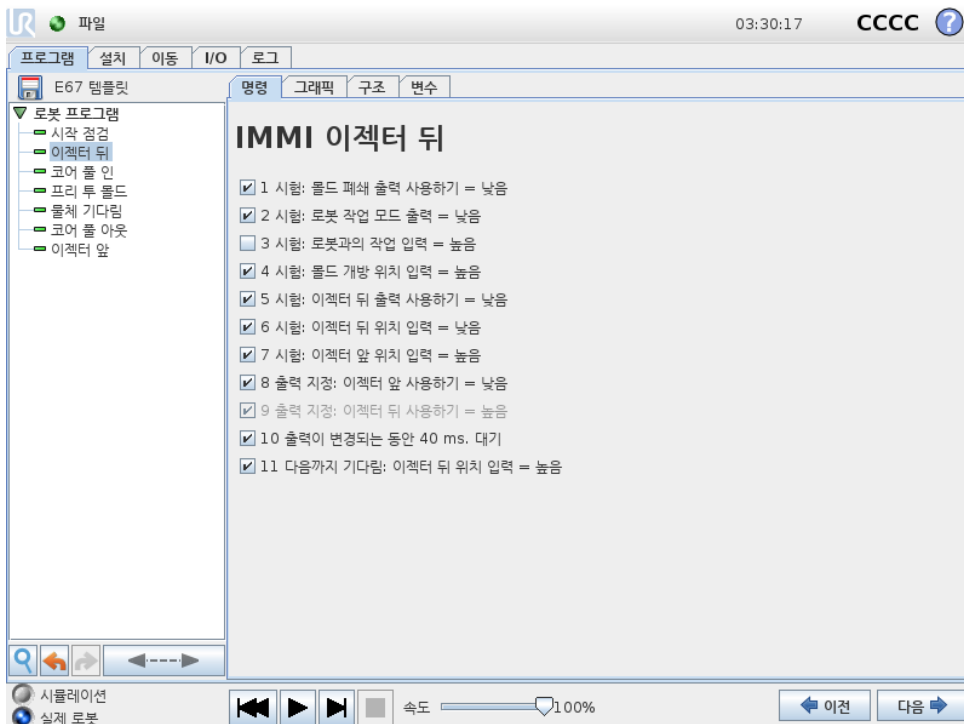 UR 파일 03:30:17 CCCC ?
프로그램 설치 이동 I/O 로그
E67 템플릿
명령 그래픽 구조 변수
로봇 프로그램
시작 점검
이젝터 뒤
코어 풀 인
프리 투 몰드
물체 기다림
코어 풀 아웃
이젝터 앞
IMMI 이젝터 뒤
1 시험: 몰드 폐쇄 출력 사용하기 = 낮음
2 시험: 로봇 작업 모드 출력 = 낮음
3 시험: 로봇과의 작업 입력 = 높음
4 시험: 몰드 개방 위치 입력 = 높음
5 시험: 이젝터 뒤 출력 사용하기 = 낮음
6 시험: 이젝터 뒤 위치 입력 = 낮음
7 시험: 이젝터 앞 위치 입력 = 높음
8 출력 지정: 이젝터 앞 사용하기 = 낮음
9 출력 지정: 이젝터 뒤 사용하기 = 높음
10 출력이 변경되는 동안 40 ms. 대기
11 다음까지 기다림: 이젝터 뒤 위치 입력 = 높음
시뮬레이션
실제 로봇
속도 100%
이전 다음